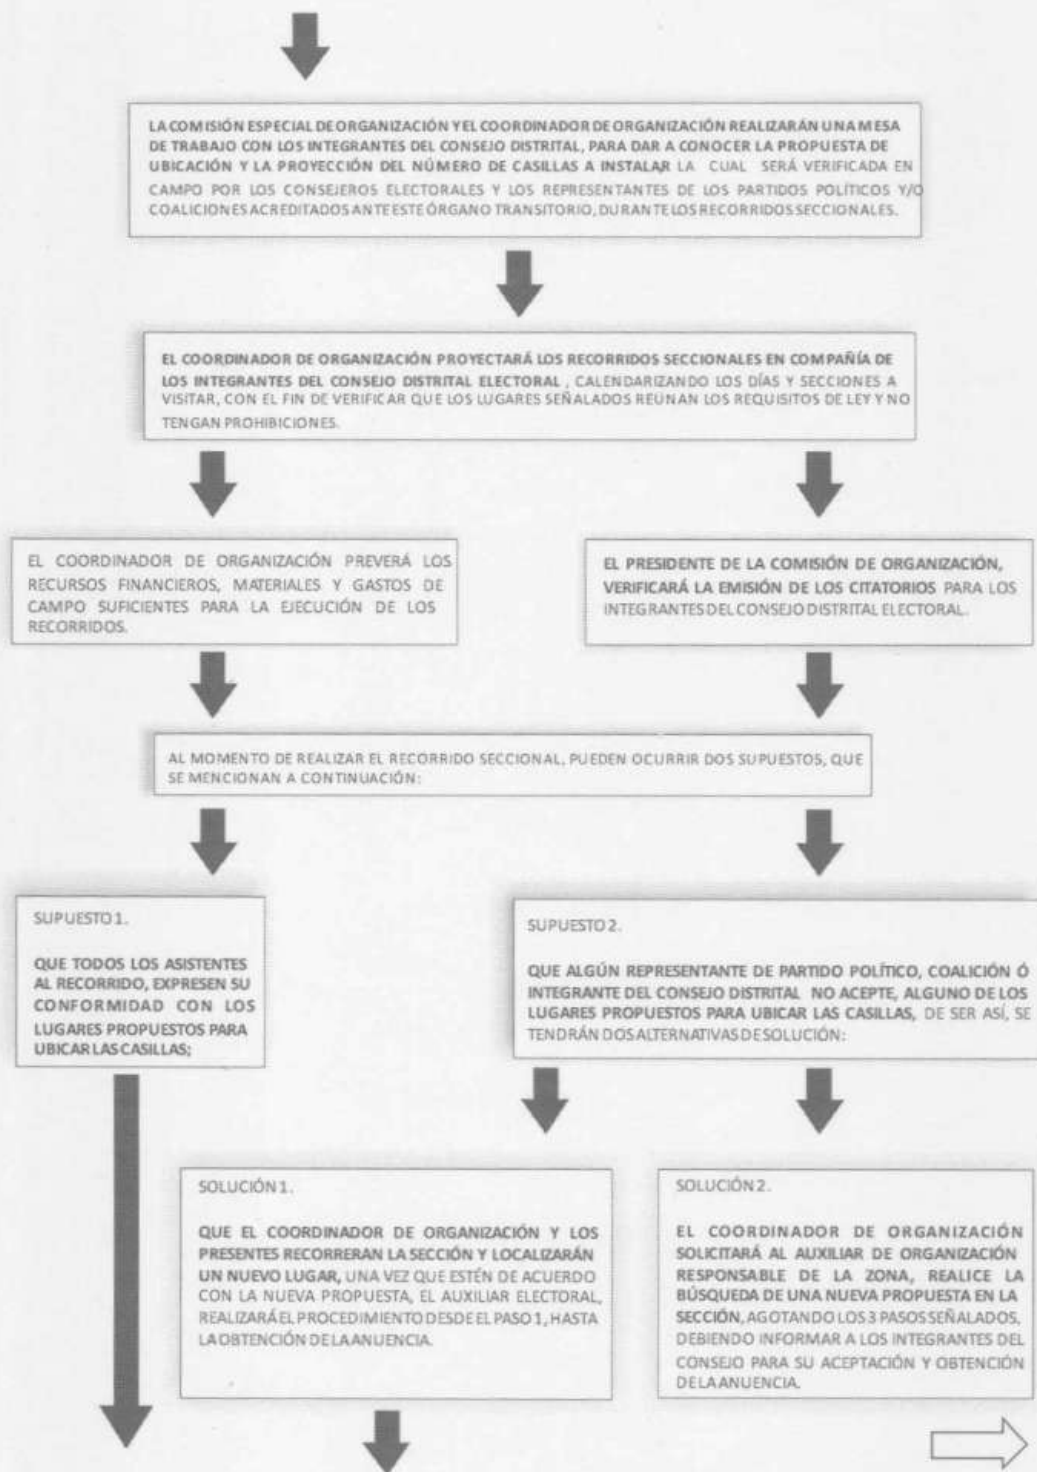 LA COMISIÓN ESPECIAL DE ORGANIZACIÓN Y EL COORDINADOR DE ORGANIZACIÓN REALIZARÁN UNA MESA
DE TRABAJO CON LOS INTEGRANTES DEL CONSEJO DISTRITAL, PARA DAR A CONOCER LA PROPUESTA DE
UBICACIÓN Y LA PROYECCIÓN DEL NÚMERO DE CASILLAS A INSTALAR LA CUAL SERÁ VERIFICADA EN
CAMPO POR LOS CONSEJEROS ELECTORALES Y LOS REPRESENTANTES DE LOS PARTIDOS POLÍTICOS Y/O
COALICIONES ACREDITADOS ANTE ESTE ÓRGANO TRANSITORIO, DURANTE LOS RECORRIDOS SECCIONALES.
EL COORDINADOR DE ORGANIZACIÓN PROYECTARÁ LOS RECORRIDOS SECCIONALES EN COMPAÑÍA DE
LOS INTEGRANTES DEL CONSEJO DISTRITAL ELECTORAL , CALENDARIZANDO LOS DÍAS Y SECCIONES A
VISITAR, CON EL FIN DE VERIFICAR QUE LOS LUGARES SEÑALADOS REÚNAN LOS REQUISITOS DE LEY Y NO
TENGAN PROHIBICIONES.
EL COORDINADOR DE ORGANIZACIÓN PREVERÁ LOS
RECURSOS FINANCIEROS, MATERIALES Y GASTOS DE
CAMPO SUFICIENTES PARA LA EJECUCIÓN DE LOS
RECORRIDOS.
EL PRESIDENTE DE LA COMISIÓN DE ORGANIZACIÓN,
VERIFICARÁ LA EMISIÓN DE LOS CITATORIOS PARA LOS
INTEGRANTES DEL CONSEJO DISTRITAL ELECTORAL.
AL MOMENTO DE REALIZAR EL RECORRIDO SECCIONAL, PUEDEN OCURRIR DOS SUPUESTOS, QUE
SE MENCIONAN A CONTINUACIÓN:
SUPUESTO 1.
QUE TODOS LOS ASISTENTES
AL RECORRIDO, EXPRESEN SU
CONFORMIDAD CON LOS
LUGARES PROPUESTOS PARA
UBICAR LAS CASILLAS;
SUPUESTO 2.
QUE ALGÚN REPRESENTANTE DE PARTIDO POLÍTICO, COALICIÓN Ó
INTEGRANTE DEL CONSEJO DISTRITAL NO ACEPTE, ALGUNO DE LOS
LUGARES PROPUESTOS PARA UBICAR LAS CASILLAS, DE SER ASÍ, SE
TENDRÁN DOS ALTERNATIVAS DE SOLUCIÓN:
SOLUCIÓN 1.
QUE EL COORDINADOR DE ORGANIZACIÓN Y LOS
PRESENTES RECORRERAN LA SECCIÓN Y LOCALIZARÁN
UN NUEVO LUGAR, UNA VEZ QUE ESTÉN DE ACUERDO
CON LA NUEVA PROPUESTA, EL AUXILIAR ELECTORAL,
REALIZARÁ EL PROCEDIMIENTO DESDE EL PASO 1, HASTA
LA OBTENCIÓN DE LA ANUENCIA.
SOLUCIÓN 2.
EL COORDINADOR DE ORGANIZACIÓN
SOLICITARÁ AL AUXILIAR DE ORGANIZACIÓN
RESPONSABLE DE LA ZONA, REALICE LA
BÚSQUEDA DE UNA NUEVA PROPUESTA EN LA
SECCIÓN, AGOTANDO LOS 3 PASOS SEÑALADOS,
DEBIENDO INFORMAR A LOS INTEGRANTES DEL
CONSEJO PARA SU ACEPTACIÓN Y OBTENCIÓN
DE LA ANUENCIA.